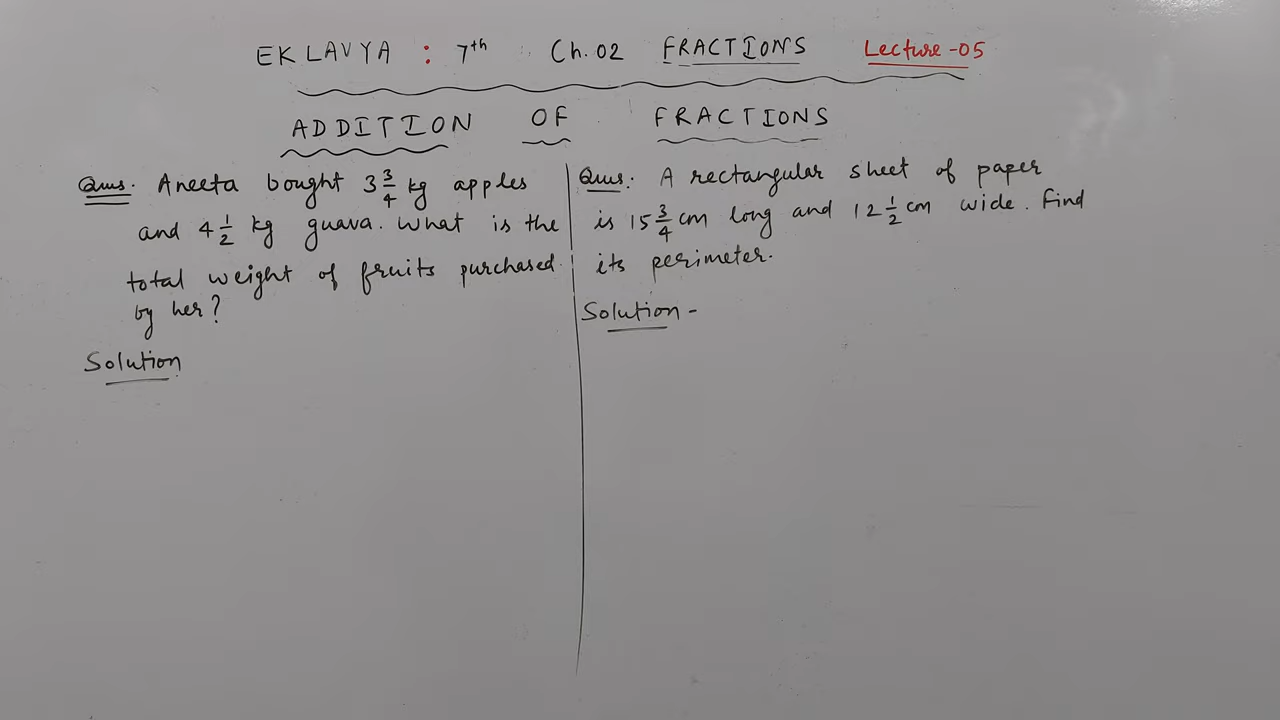 EKLAVYA : 7th Ch.02 FRACTIONS Lecture-05
ADDITION OF FRACTIONS
Ques. Aneeta bought 3 3/4 kg apples
and 4 1/2 kg guava. What is the
total weight of fruits purchased
by her?
Solution
Ques: A rectangular sheet of paper
is 15 3/4 cm long and 12 1/2 cm wide. Find
its perimeter.
Solution -